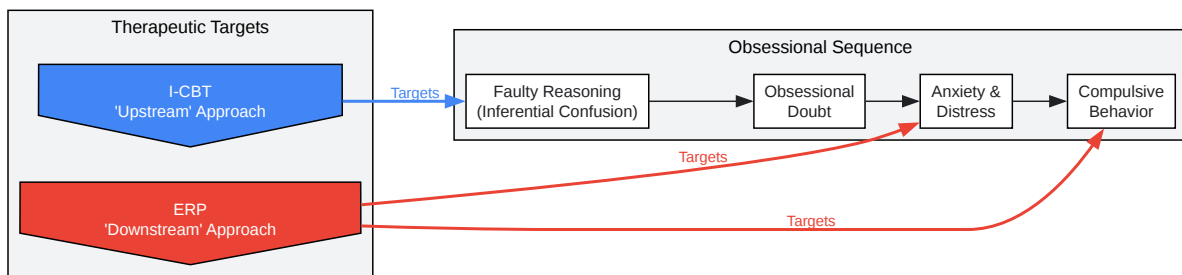 Therapeutic Targets
I-CBT
'Upstream' Approach
ERP
'Downstream' Approach
Obsessional Sequence
Targets
Faulty Reasoning
(Inferential Confusion)
Obsessional
Doubt
Anxiety &
Distress
Compulsive
Behavior
Targets
Targets